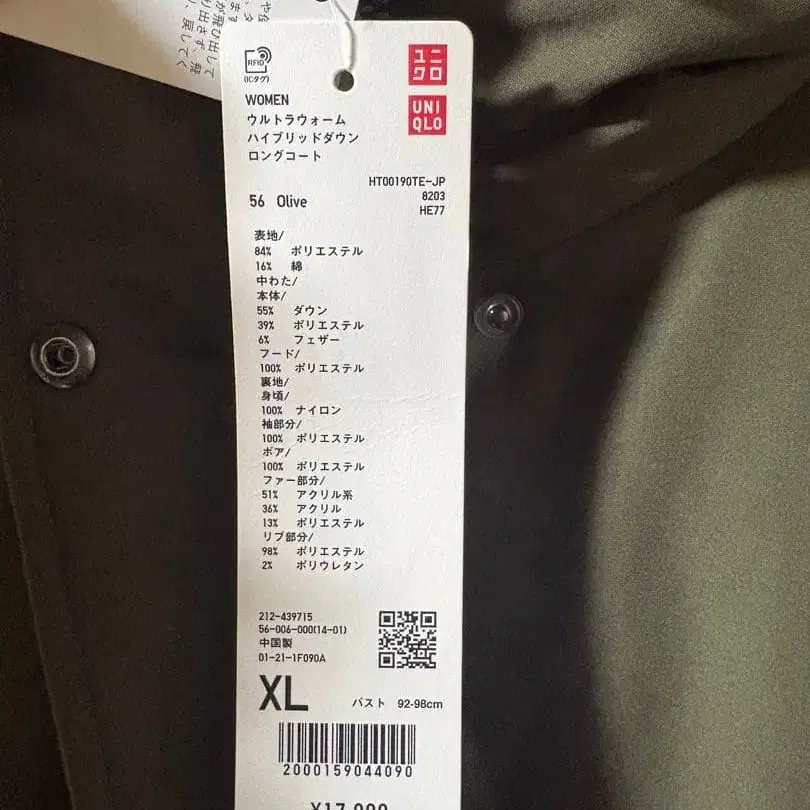 RFID
(ICタグ)
ユニ
クロ
UNI
QLO
WOMEN
ウルトラウォーム
ハイブリッドダウン
ロングコート
HT00190TE-JP
56 Olive
8203
HE77
表地/
84% ポリエステル
16% 綿
中わた/
本体/
55% ダウン
39% ポリエステル
6% フェザー
フード/
100% ポリエステル
裏地/
身頃/
100% ナイロン
袖部分/
100% ポリエステル
ボア/
100% ポリエステル
ファー部分/
51% アクリル系
36% アクリル
13% ポリエステル
リブ部分/
98% ポリエステル
2% ポリウレタン
212-439715
56-006-000(14-01)
中国製
01-21-1F090A
XL バスト 92-98cm
2000159044090